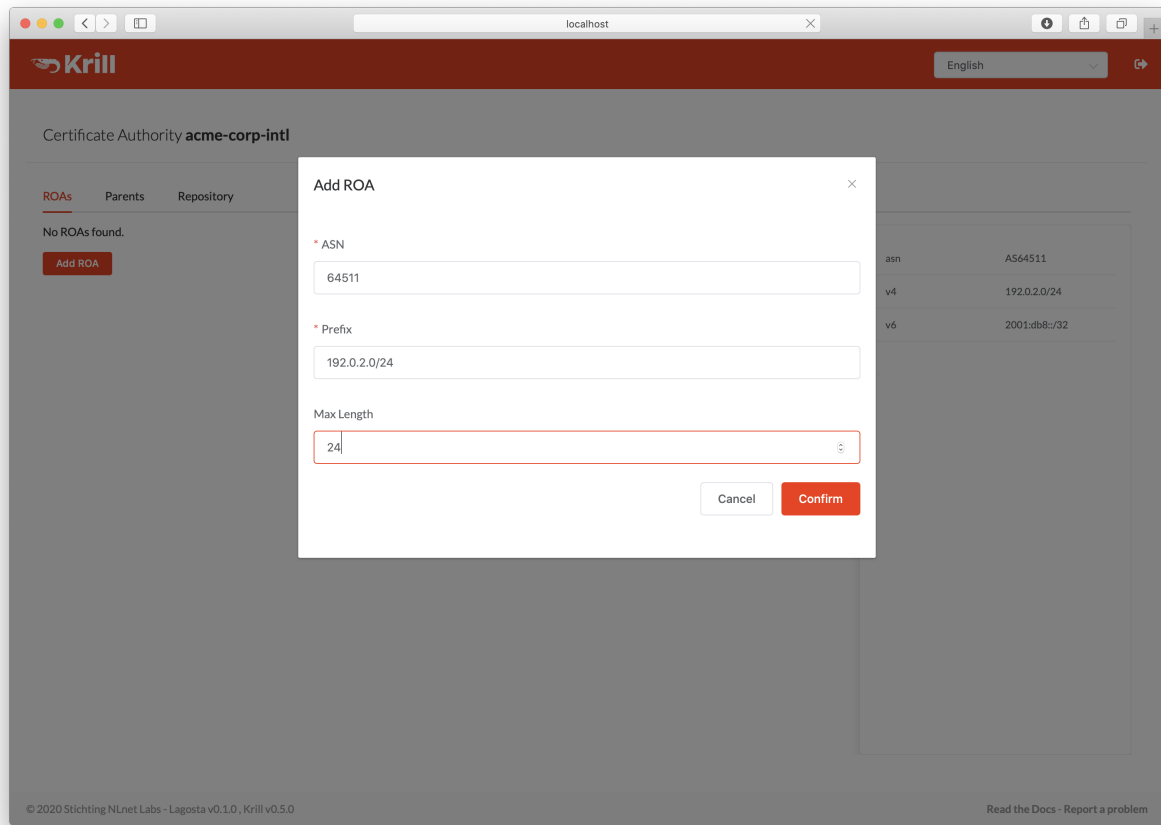 localhost
Krill
English
Certificate Authority acme-corp-intl
ROAs Parents Repository
No ROAs found.
Add ROA
Add ROA
* ASN
64511
* Prefix
192.0.2.0/24
Max Length
24
Cancel Confirm
asn AS64511
v4 192.0.2.0/24
v6 2001:db8::/32
© 2020 Stichting NLnet Labs - Lagosta v0.1.0 , Krill v0.5.0
Read the Docs - Report a problem